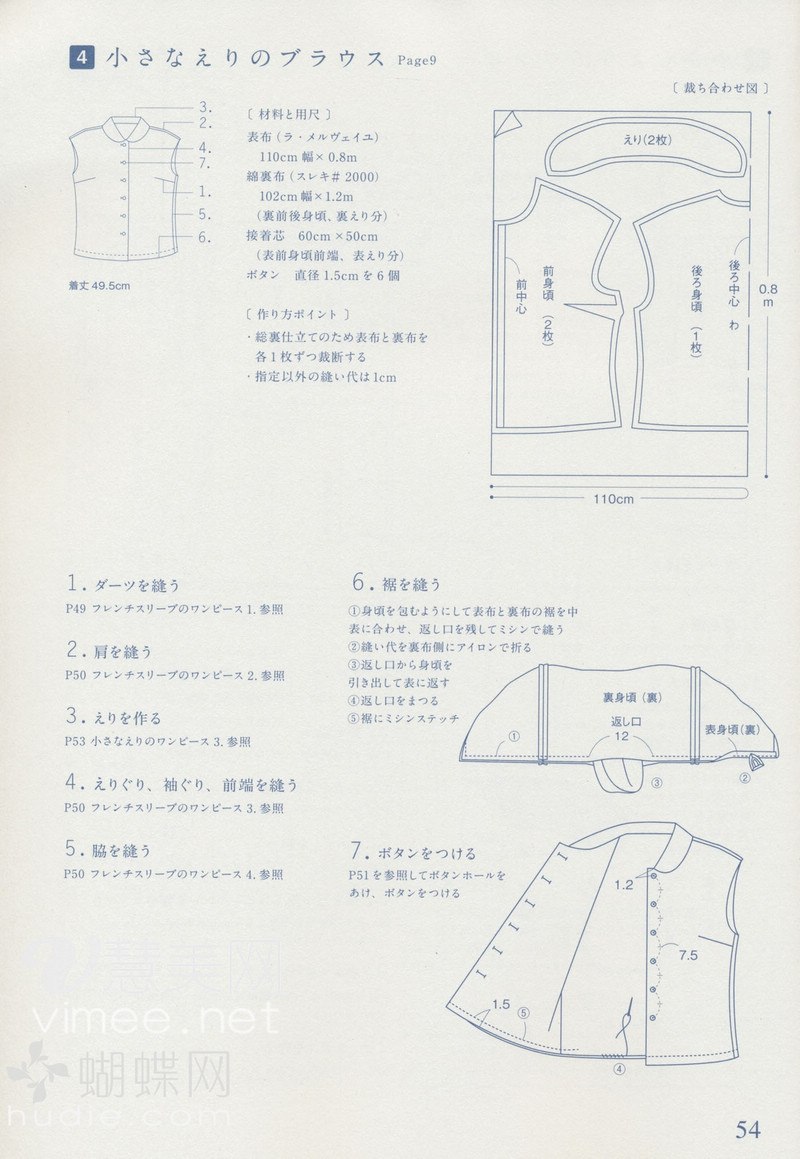 4 小さなえりのブラウス Page9
〔 裁ち合わせ図 〕
3.
2.
4.
7.
1.
5.
6.
着丈 49.5cm
〔 材料と用尺 〕
表布（ラ・メルヴェイユ）
110cm 幅× 0.8m
綿裏布（スレキ# 2000）
102cm 幅×1.2m
（裏前後身頃、裏えり分）
接着芯　60cm ×50cm
（表前身頃前端、表えり分）
ボタン　直径1.5cm を 6 個
〔 作り方ポイント 〕
・総裏仕立てのため表布と裏布を
各 1 枚ずつ裁断する
・指定以外の縫い代は1cm
えり(2枚)
前中心
前身頃（2枚）
後ろ身頃（1枚）
後ろ中心　わ
0.8
m
110cm
1. ダーツを縫う
P49 フレンチスリーブのワンピース 1. 参照
2. 肩を縫う
P50 フレンチスリーブのワンピース 2. 参照
3. えりを作る
P53 小さなえりのワンピース 3. 参照
4. えりぐり、袖ぐり、前端を縫う
P50 フレンチスリーブのワンピース 3. 参照
5. 脇を縫う
P50 フレンチスリーブのワンピース 4. 参照
6. 裾を縫う
①身頃を包むようにして表布と裏布の裾を中
表に合わせ、返し口を残してミシンで縫う
②縫い代を裏布側にアイロンで折る
③返し口から身頃を
引き出して表に返す
④返し口をまつる
⑤裾にミシンステッチ
裏身頃（裏）
返し口
12
表身頃（裏）
①
②
③
7. ボタンをつける
P51を参照してボタンホールを
あけ、ボタンをつける
1.2
7.5
1.5
⑤
④
慧美网
vimee.net
蝴蝶网
hudie.com
54